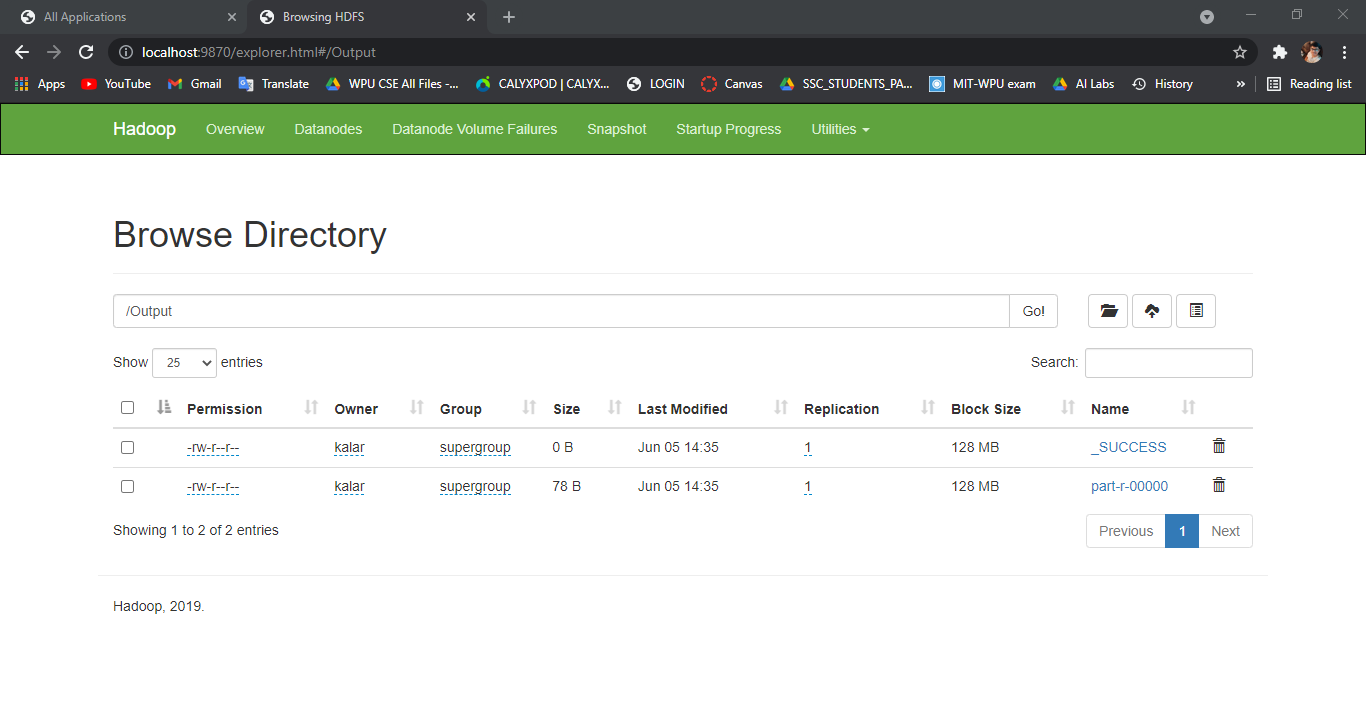 All Applications
Browsing HDFS
localhost:9870/explorer.html#/Output
Apps YouTube Gmail Translate WPU CSE All Files -... CALYXPOD | CALYX... LOGIN Canvas SSC_STUDENTS_PA... MIT-WPU exam AI Labs History » Reading list
Hadoop Overview Datanodes Datanode Volume Failures Snapshot Startup Progress Utilities
Browse Directory
/Output Go!
Show 25 entries Search:
Permission Owner Group Size Last Modified Replication Block Size Name
-rw-r--r-- kalar supergroup 0 B Jun 05 14:35 1 128 MB _SUCCESS
-rw-r--r-- kalar supergroup 78 B Jun 05 14:35 1 128 MB part-r-00000
Showing 1 to 2 of 2 entries Previous 1 Next
Hadoop, 2019.